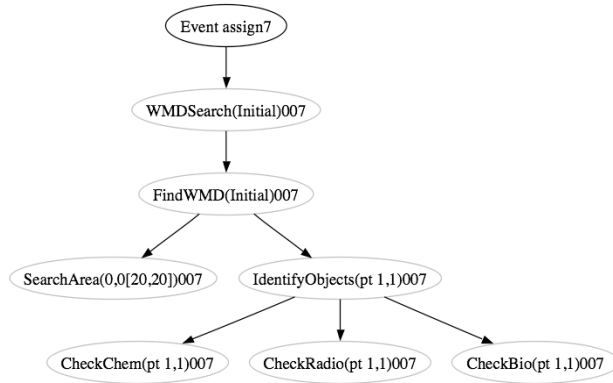 Event assign7
WMDSearch(Initial)007
FindWMD(Initial)007
SearchArea(0,0[20,20])007
IdentifyObjects(pt 1,1)007
CheckChem(pt 1,1)007
CheckRadio(pt 1,1)007
CheckBio(pt 1,1)007